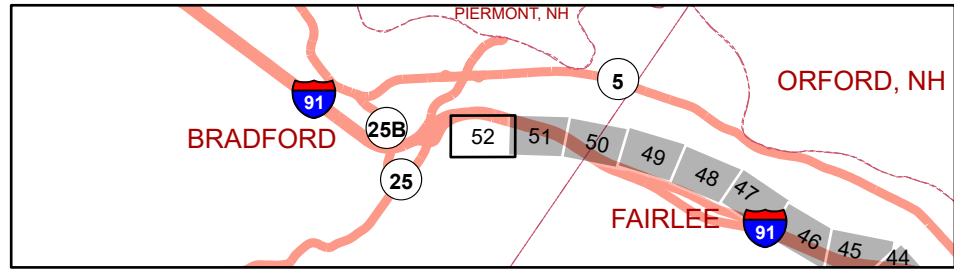 PIERMONT, NH
5
ORFORD, NH
91
BRADFORD
25B
52
51
50
49
48
47
25
FAIRLEE
91
46
45
44